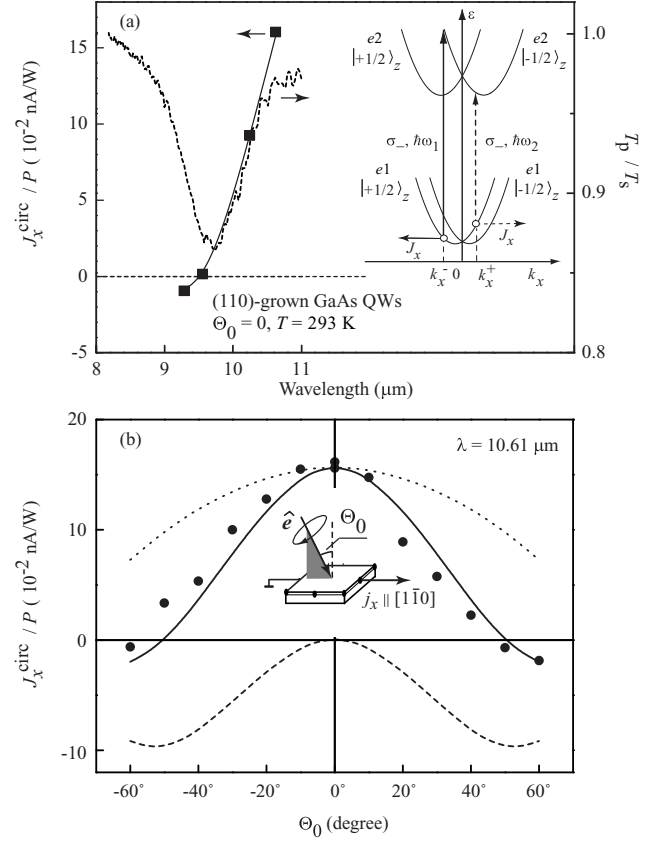 (a)
15
10
5
0
-5
8
9
10
11
Wavelength (μm)
J_x^circ / P ( 10^-2 nA/W)
(110)-grown GaAs QWs
Θ_0 = 0, T = 293 K
1.0
0.9
0.8
T_p / T_s
ε
e2
|+1/2⟩_z
e2
|-1/2⟩_z
σ_–, ħω_1
σ_–, ħω_2
e1
|+1/2⟩_z
e1
|-1/2⟩_z
J_x
J_x
k_x^-
0
k_x^+
k_x
(b)
λ = 10.61 μm
20
10
0
-10
J_x^circ / P ( 10^-2 nA/W)
ê
Θ_0
j_x || [11̄0]
-60°
-40°
-20°
0°
20°
40°
60°
Θ_0 (degree)